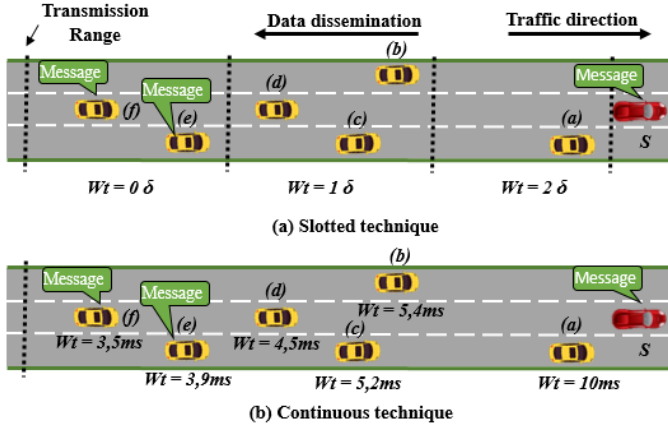 Transmission
Range
Data dissemination
Traffic direction
(b)
Message
Message
Message
(d)
(f)
(e)
(c)
(a)
S
Wt = 0 δ
Wt = 1 δ
Wt = 2 δ
(a) Slotted technique
(b)
Message
Message
Message
(d)
Wt = 5,4ms
(f)
(e)
(c)
(a)
S
Wt = 3,5ms
Wt = 4,5ms
Wt = 3,9ms
Wt = 5,2ms
Wt = 10ms
(b) Continuous technique